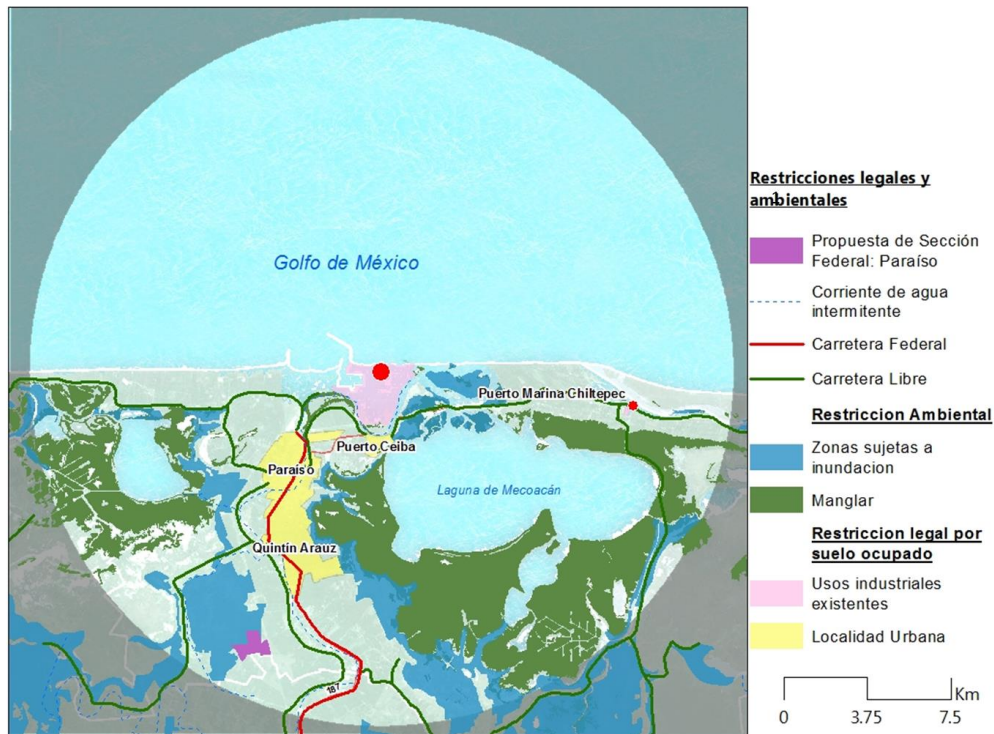 Golfo de México
Puerto Marina Chiltepec
Puerto Ceiba
Paraíso
Laguna de Mecoacán
Quintín Arauz
187
Restricciones legales y
ambientales
Propuesta de Sección
Federal: Paraíso
Corriente de agua
intermitente
Carretera Federal
Carretera Libre
Restriccion Ambiental
Zonas sujetas a
inundacion
Manglar
Restriccion legal por
suelo ocupado
Usos industriales
existentes
Localidad Urbana
Km
0 3.75 7.5